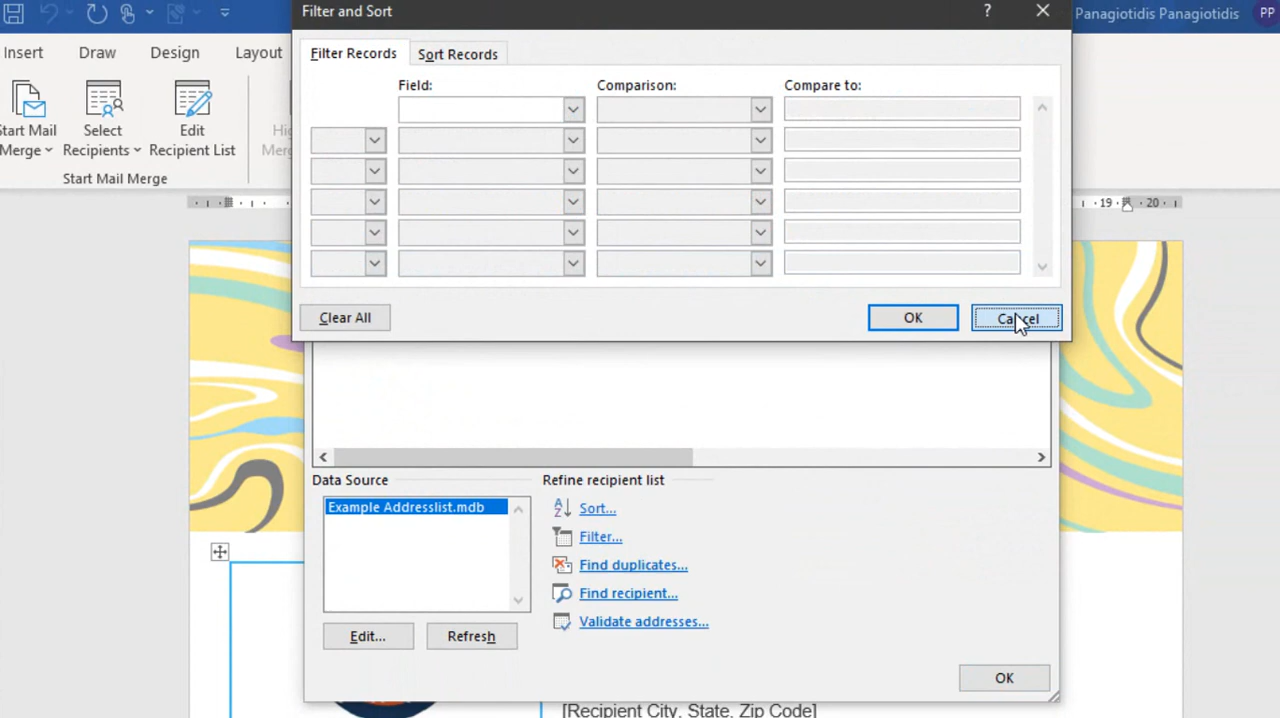 Filter and Sort
?
Panagiotidis Panagiotidis
PP
Insert
Draw
Design
Layout
Filter Records
Sort Records
Field:
Comparison:
Compare to:
Start Mail
Merge
Select
Recipients
Edit
Recipient List
Start Mail Merge
Clear All
OK
Cancel
19
20
Data Source
Refine recipient list
Example Addresslist.mdb
Sort...
Filter...
Find duplicates...
Find recipient...
Validate addresses...
Edit...
Refresh
OK
[Recipient City, State, Zip Code]